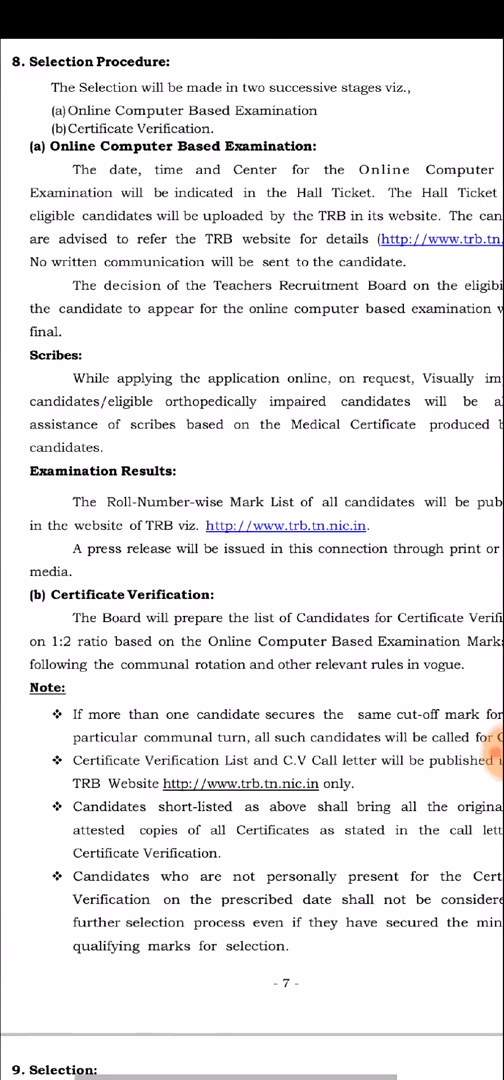 8. Selection Procedure:
The Selection will be made in two successive stages viz.,
(a) Online Computer Based Examination
(b) Certificate Verification.
(a) Online Computer Based Examination:
The date, time and Center for the Online Computer
Examination will be indicated in the Hall Ticket. The Hall Ticket
eligible candidates will be uploaded by the TRB in its website. The can
are advised to refer the TRB website for details (http://www.trb.tn.
No written communication will be sent to the candidate.
The decision of the Teachers Recruitment Board on the eligibi
the candidate to appear for the online computer based examination
final.
Scribes:
While applying the application online, on request, Visually im
candidates/eligible orthopedically impaired candidates will be a
assistance of scribes based on the Medical Certificate produced
candidates.
Examination Results:
The Roll-Number-wise Mark List of all candidates will be pub
in the website of TRB viz. http://www.trb.tn.nic.in.
A press release will be issued in this connection through print or
media.
(b) Certificate Verification:
The Board will prepare the list of Candidates for Certificate Verifi
on 1:2 ratio based on the Online Computer Based Examination Marks
following the communal rotation and other relevant rules in vogue.
Note:
❖ If more than one candidate secures the same cut-off mark for
particular communal turn, all such candidates will be called for C
❖ Certificate Verification List and C.V Call letter will be published
TRB Website http://www.trb.tn.nic.in only.
❖ Candidates short-listed as above shall bring all the origina
attested copies of all Certificates as stated in the call lett
Certificate Verification.
❖ Candidates who are not personally present for the Cert
Verification on the prescribed date shall not be considere
further selection process even if they have secured the min
qualifying marks for selection.
- 7 -
9. Selection: